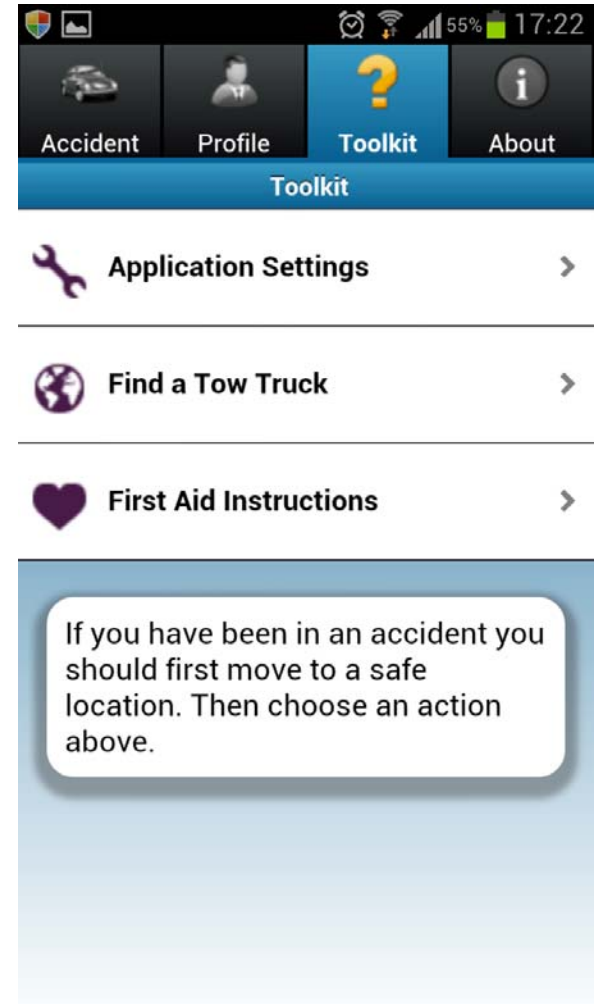 55% 17:22
Accident Profile Toolkit About
Toolkit
Application Settings
Find a Tow Truck
First Aid Instructions
If you have been in an accident you
should first move to a safe
location. Then choose an action
above.